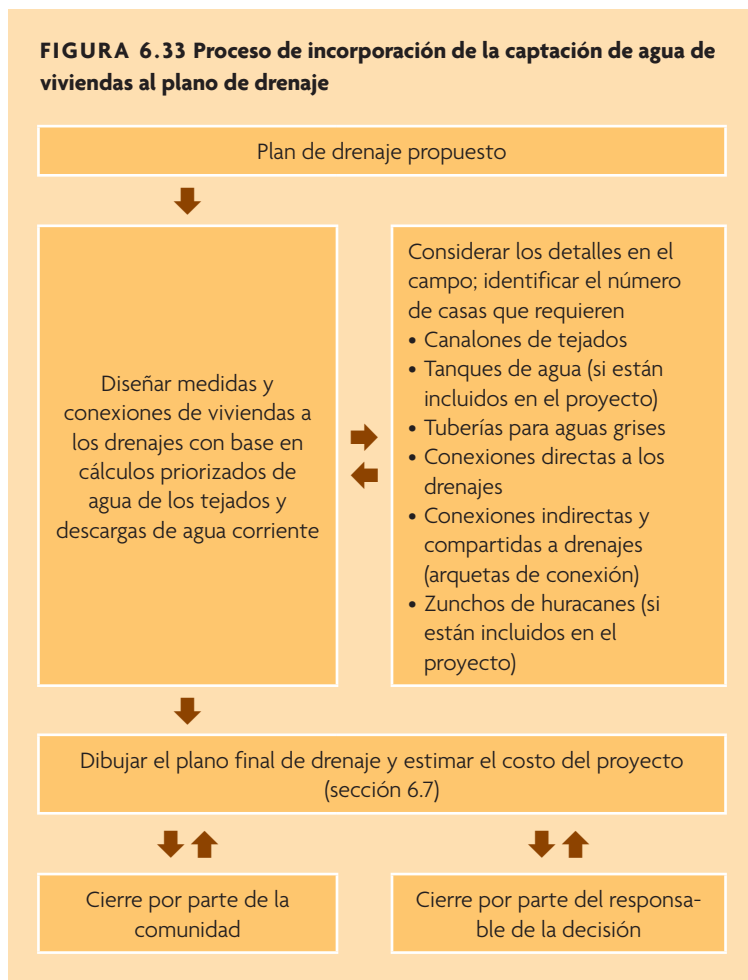 FIGURA 6.33 Proceso de incorporación de la captación de agua de
viviendas al plano de drenaje
Plan de drenaje propuesto
Diseñar medidas y
conexiones de viviendas a
los drenajes con base en
cálculos priorizados de
agua de los tejados y
descargas de agua corriente
Considerar los detalles en el
campo; identificar el número
de casas que requieren
• Canalones de tejados
• Tanques de agua (si están
incluidos en el proyecto)
• Tuberías para aguas grises
• Conexiones directas a los
drenajes
• Conexiones indirectas y
compartidas a drenajes
(arquetas de conexión)
• Zunchos de huracanes (si
están incluidos en el
proyecto)
Dibujar el plano final de drenaje y estimar el costo del proyecto
(sección 6.7)
Cierre por parte de la
comunidad
Cierre por parte del responsa-
ble de la decisión